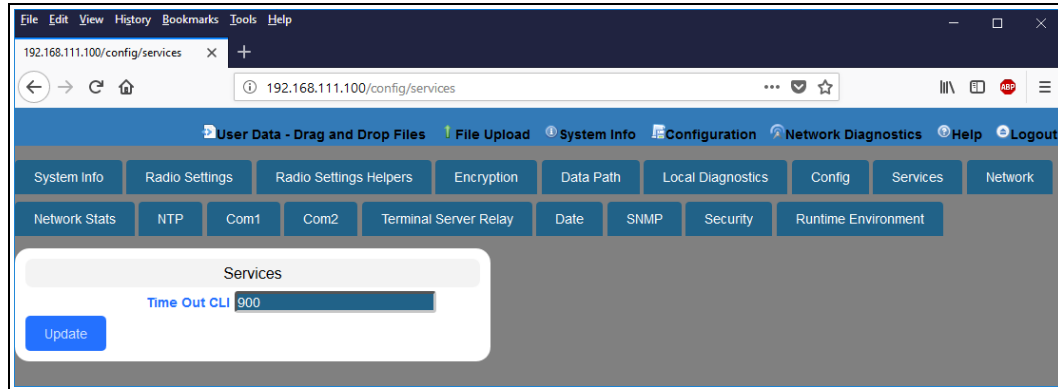 File Edit View History Bookmarks Tools Help
192.168.111.100/config/services
192.168.111.100/config/services
ABP
User Data - Drag and Drop Files File Upload System Info Configuration Network Diagnostics Help Logout
System Info Radio Settings Radio Settings Helpers Encryption Data Path Local Diagnostics Config Services Network
Network Stats NTP Com1 Com2 Terminal Server Relay Date SNMP Security Runtime Environment
Services
Time Out CLI 900
Update